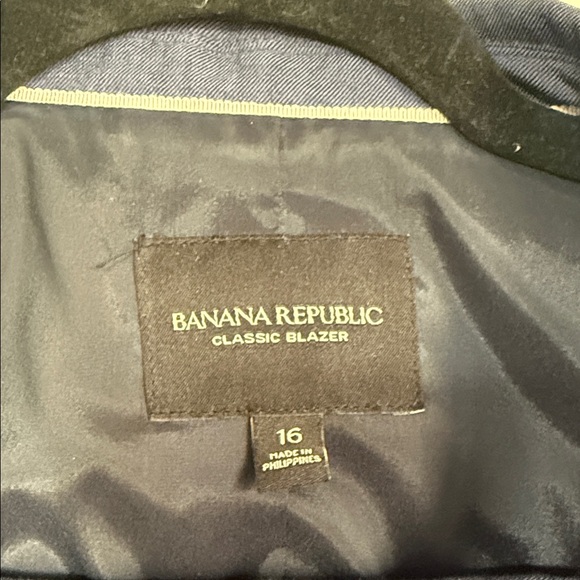 BANANA REPUBLIC
CLASSIC BLAZER
16
MADE IN
PHILIPPINES